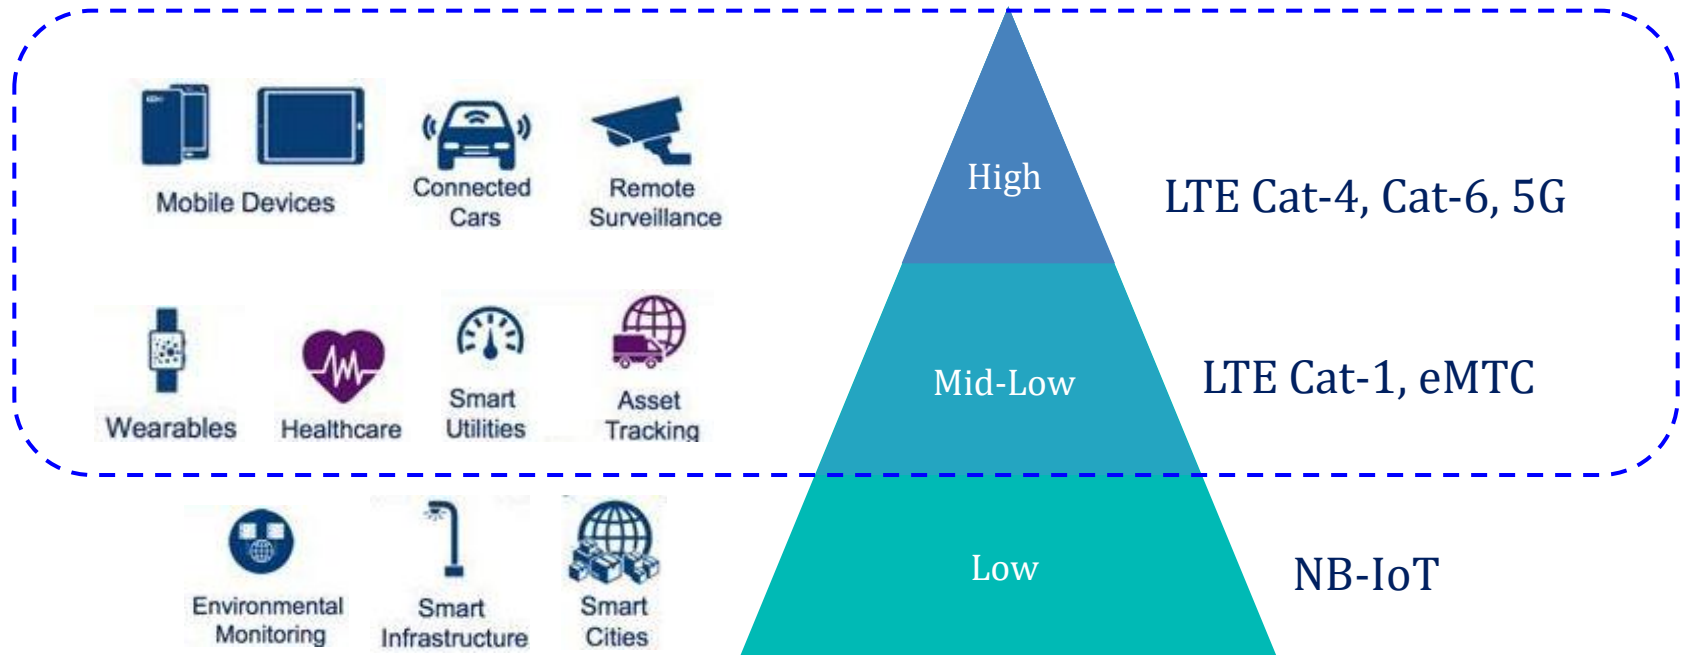 Mobile Devices
Connected
Cars
Remote
Surveillance
High
LTE Cat-4, Cat-6, 5G
Wearables
Healthcare
Smart
Utilities
Asset
Tracking
Mid-Low
LTE Cat-1, eMTC
Environmental
Monitoring
Smart
Infrastructure
Smart
Cities
Low
NB-IoT